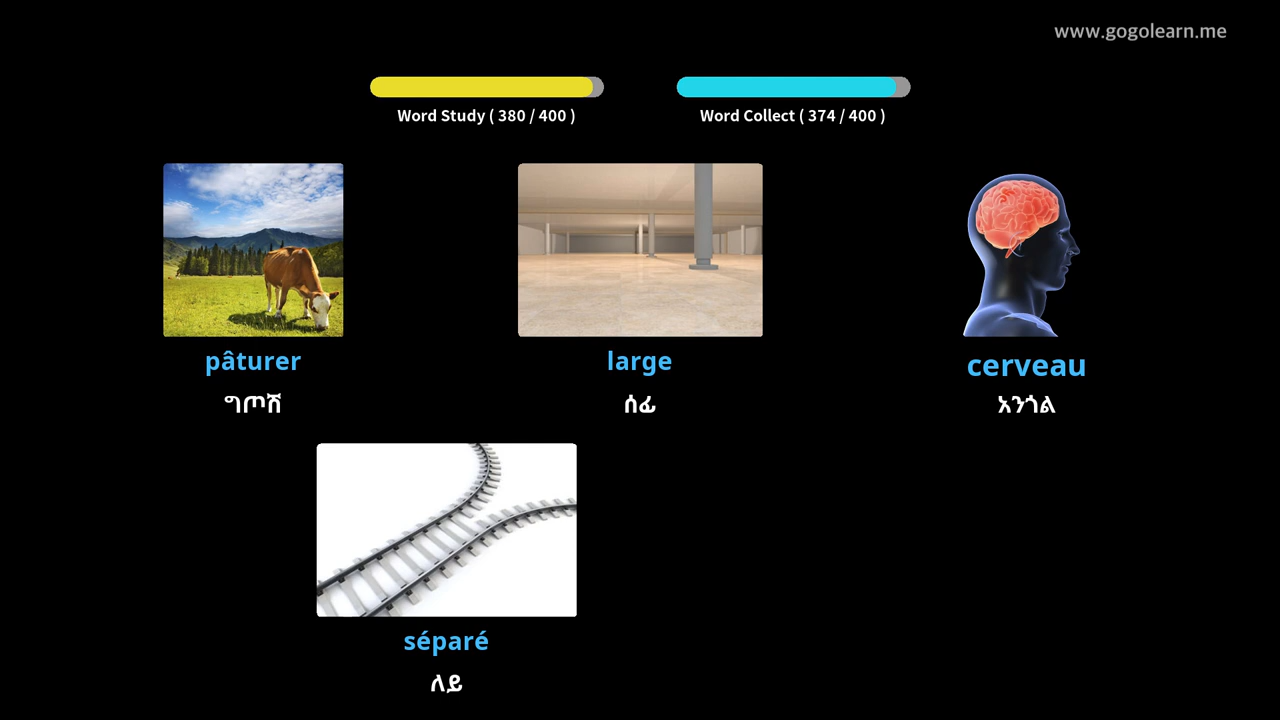 www.gogolearn.me
Word Study ( 380 / 400 )
Word Collect ( 374 / 400 )
pâturer
ግጦሽ
large
ሰፊ
cerveau
አንጎል
séparé
ለይ